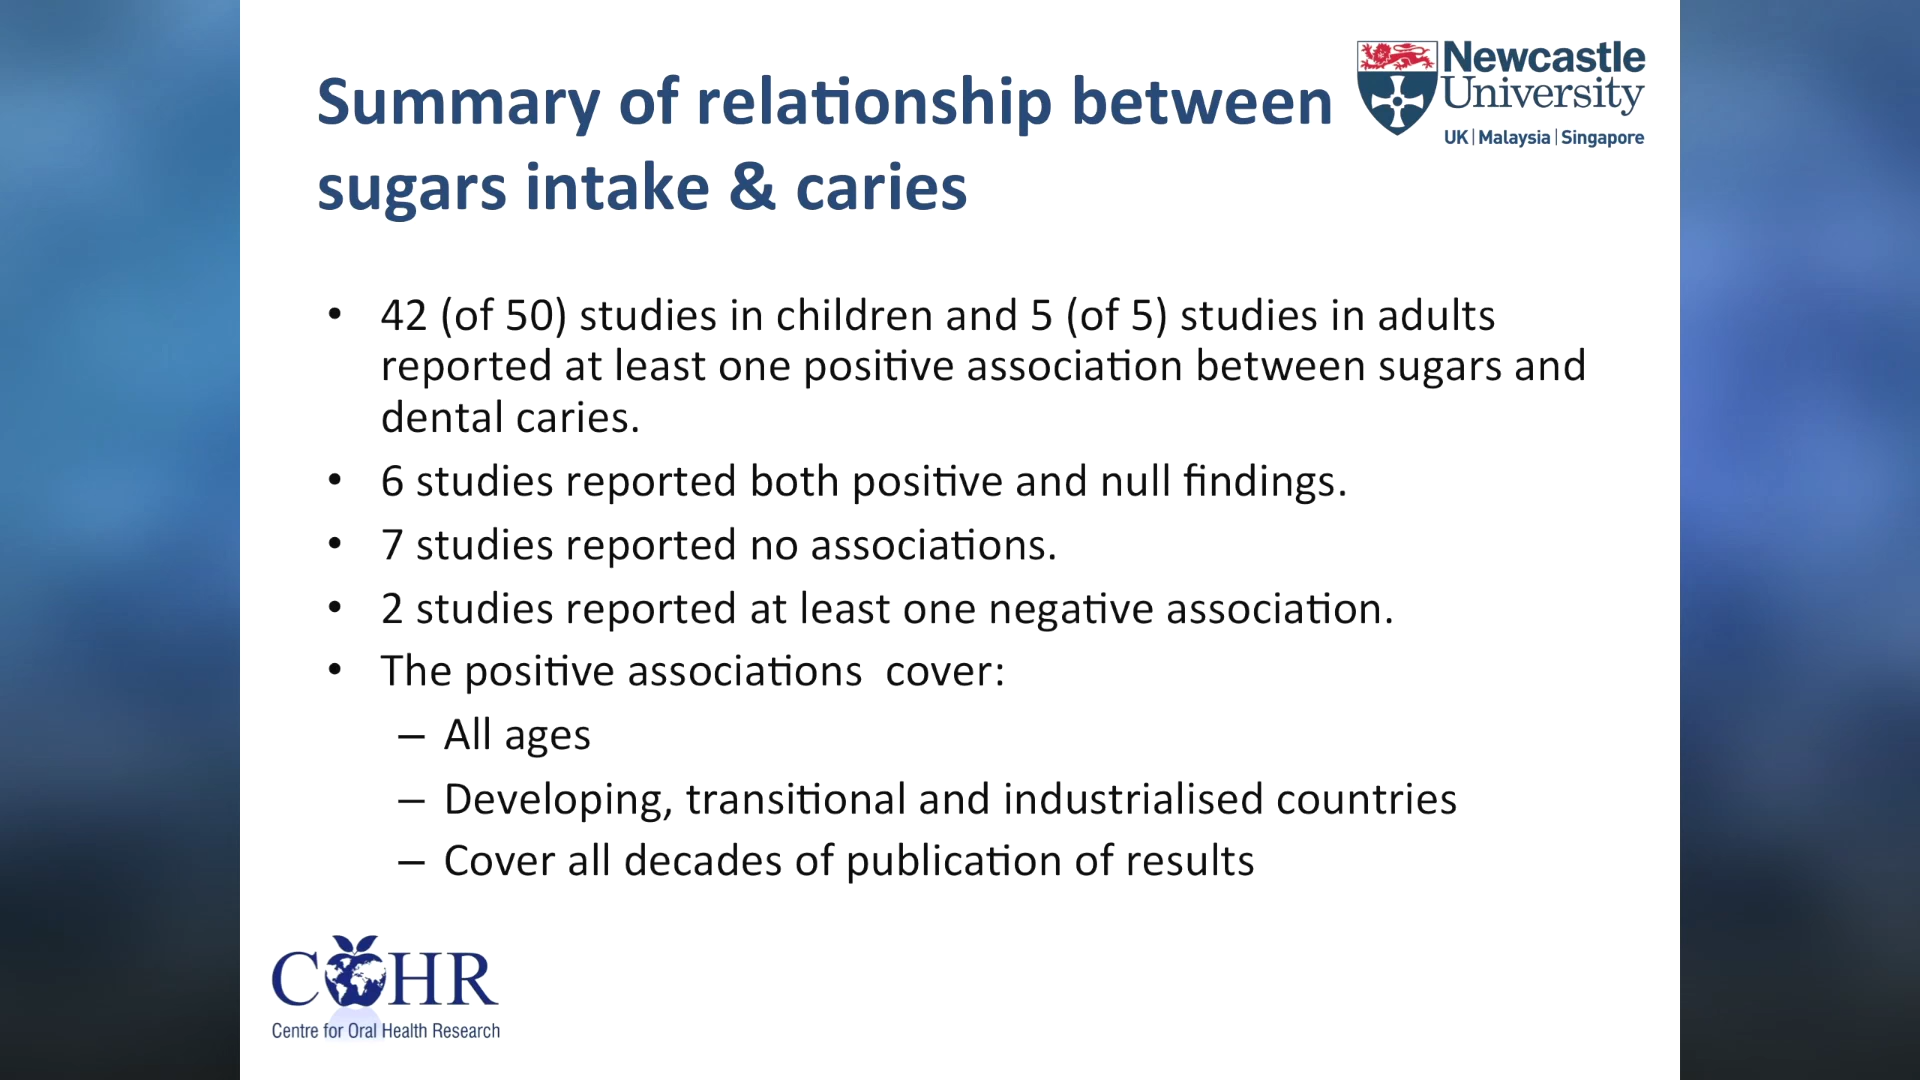 Summary of relationship between
sugars intake & caries
Newcastle
University
UK | Malaysia | Singapore
• 42 (of 50) studies in children and 5 (of 5) studies in adults
reported at least one positive association between sugars and
dental caries.
• 6 studies reported both positive and null findings.
• 7 studies reported no associations.
• 2 studies reported at least one negative association.
• The positive associations  cover:
– All ages
– Developing, transitional and industrialised countries
– Cover all decades of publication of results
COHR
Centre for Oral Health Research